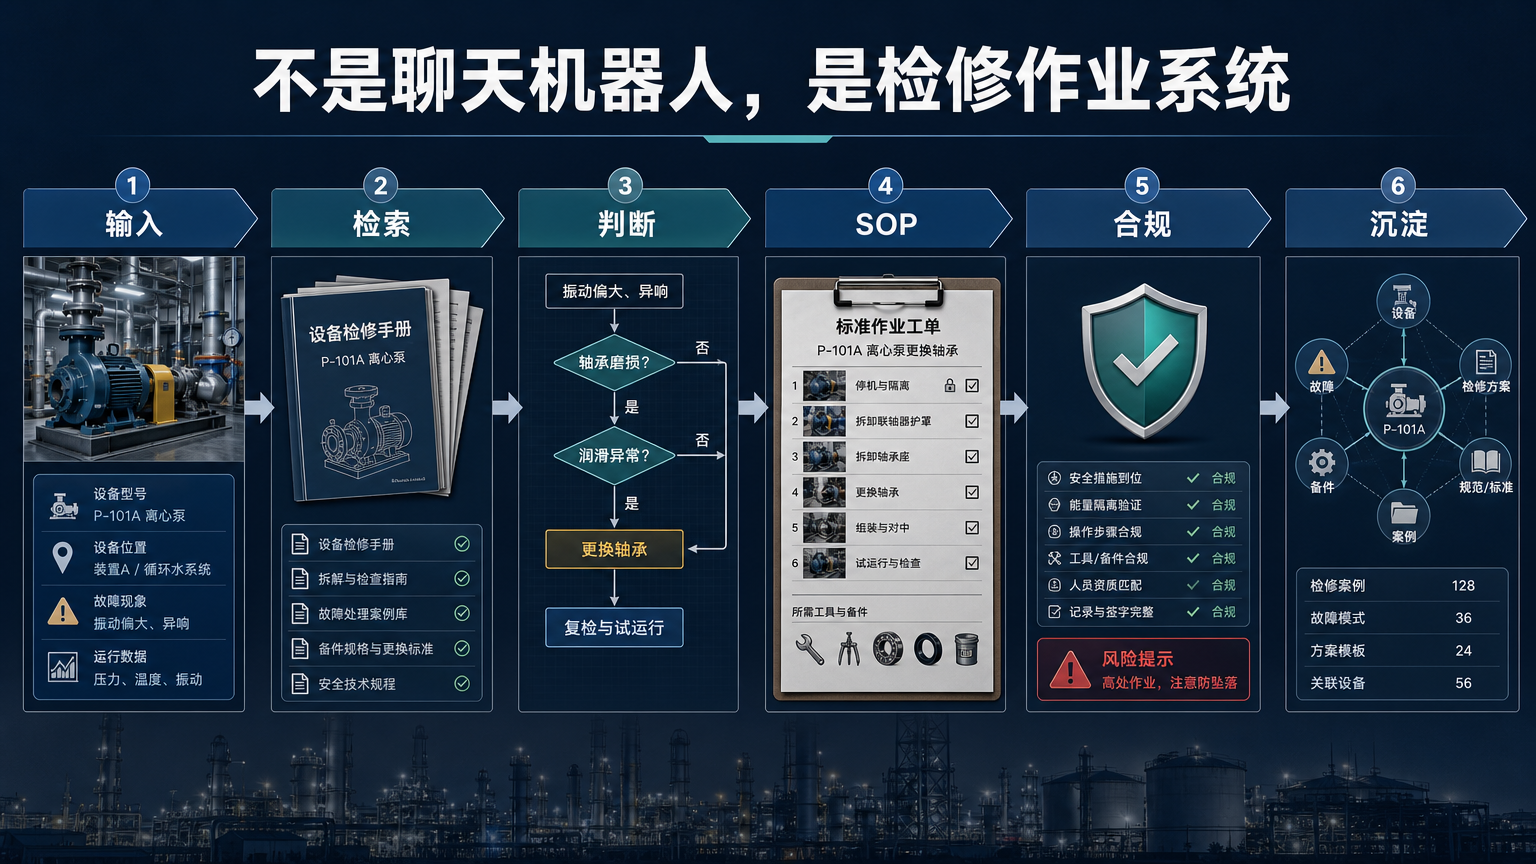 不是聊天机器人，是检修作业系统
1
输入
设备型号
P-101A 离心泵
设备位置
装置A / 循环水系统
故障现象
振动偏大、异响
运行数据
压力、温度、振动
2
检索
设备检修手册
P-101A 离心泵
设备检修手册
拆解与检查指南
故障处理案例库
备件规格与更换标准
安全技术规程
3
判断
振动偏大、异响
轴承磨损？
否
是
润滑异常？
否
是
更换轴承
复检与试运行
4
SOP
标准作业工单
P-101A 离心泵更换轴承
1 停机与隔离
2 拆卸联轴器护罩
3 拆卸轴承座
4 更换轴承
5 组装与对中
6 试运行与检查
所需工具与备件
5
合规
安全措施到位 合规
能量隔离验证 合规
操作步骤合规 合规
工具/备件合规 合规
人员资质匹配 合规
记录与签字完整 合规
风险提示
高处作业，注意防坠落
6
沉淀
设备
故障
检修方案
P-101A
备件
规范/标准
案例
检修案例 128
故障模式 36
方案模板 24
关联设备 56